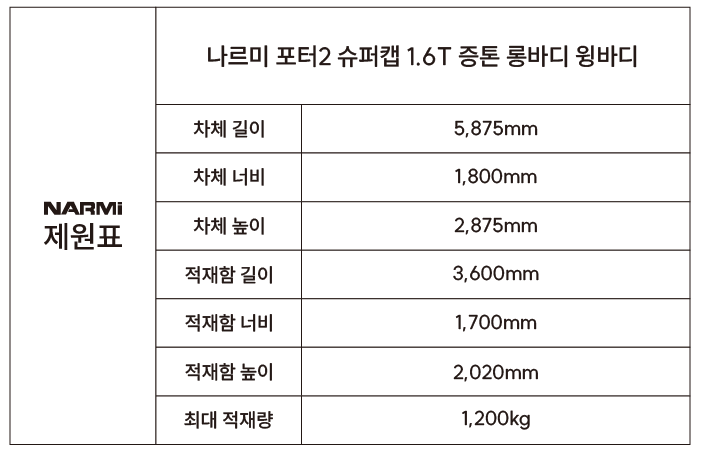 나르미 포터2 슈퍼캡 1.6T 증톤 롱바디 윙바디
NARMi
제원표
차체 길이 5,875mm
차체 너비 1,800mm
차체 높이 2,875mm
적재함 길이 3,600mm
적재함 너비 1,700mm
적재함 높이 2,020mm
최대 적재량 1,200kg